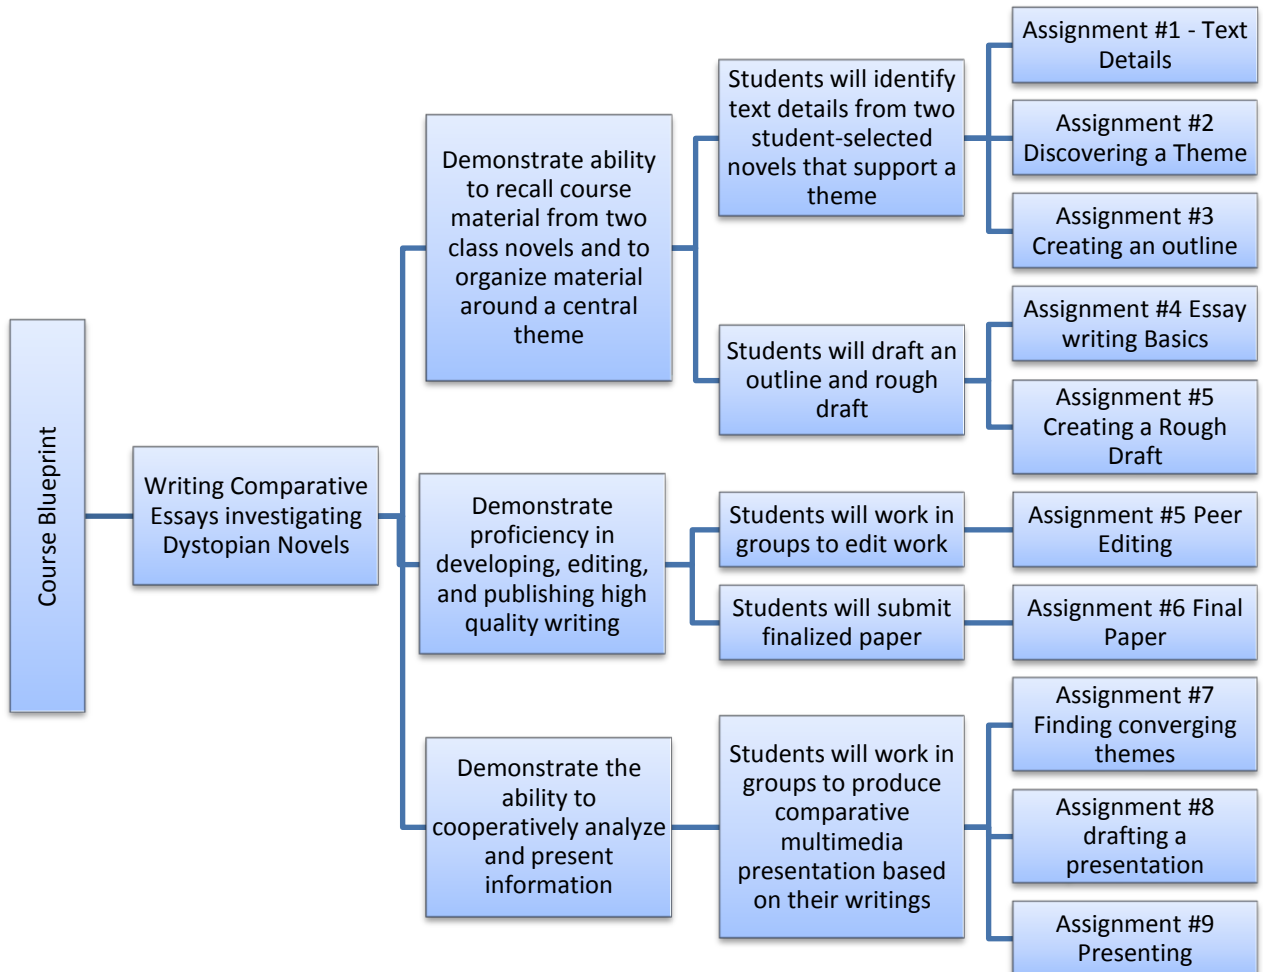 Course Blueprint
Writing Comparative
Essays investigating
Dystopian Novels
Demonstrate ability
to recall course
material from two
class novels and to
organize material
around a central
theme
Students will identify
text details from two
student-selected
novels that support a
theme
Assignment #1 - Text
Details
Assignment #2
Discovering a Theme
Assignment #3
Creating an outline
Students will draft an
outline and rough
draft
Assignment #4 Essay
writing Basics
Assignment #5
Creating a Rough
Draft
Demonstrate
proficiency in
developing, editing,
and publishing high
quality writing
Students will work in
groups to edit work
Assignment #5 Peer
Editing
Students will submit
finalized paper
Assignment #6 Final
Paper
Demonstrate the
ability to
cooperatively analyze
and present
information
Students will work in
groups to produce
comparative
multimedia
presentation based
on their writings
Assignment #7
Finding converging
themes
Assignment #8
drafting a
presentation
Assignment #9
Presenting